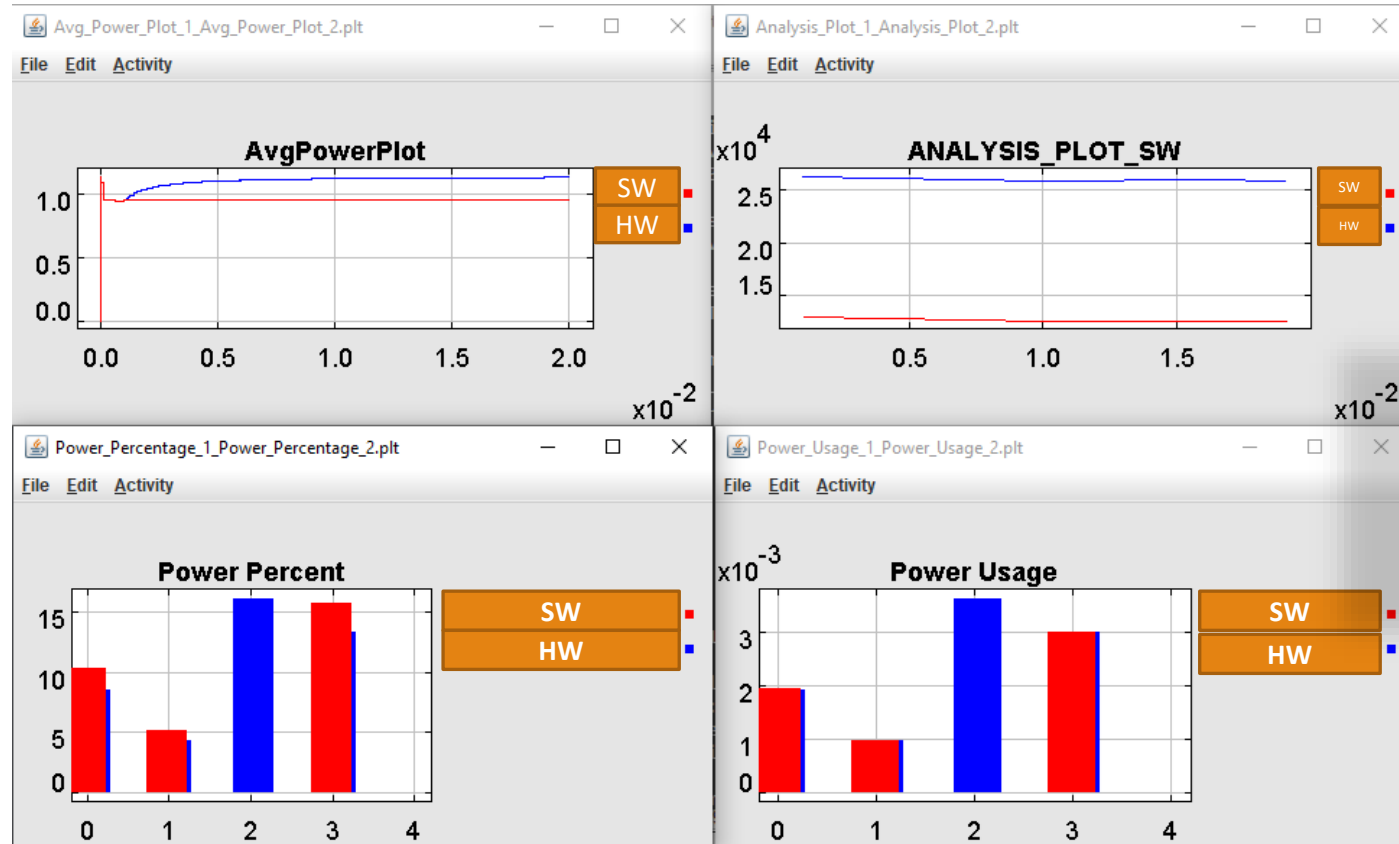 Avg_Power_Plot_1_Avg_Power_Plot_2.plt
File Edit Activity
AvgPowerPlot
SW
HW
1.0
0.5
0.0
0.0 0.5 1.0 1.5 2.0
x10-2
Analysis_Plot_1_Analysis_Plot_2.plt
File Edit Activity
x104
ANALYSIS_PLOT_SW
SW
HW
2.5
2.0
1.5
0.5 1.0 1.5
x10-2
Power_Percentage_1_Power_Percentage_2.plt
File Edit Activity
Power Percent
SW
HW
15
10
5
0
0 1 2 3 4
Power_Usage_1_Power_Usage_2.plt
File Edit Activity
x10-3
Power Usage
SW
HW
3
2
1
0
0 1 2 3 4